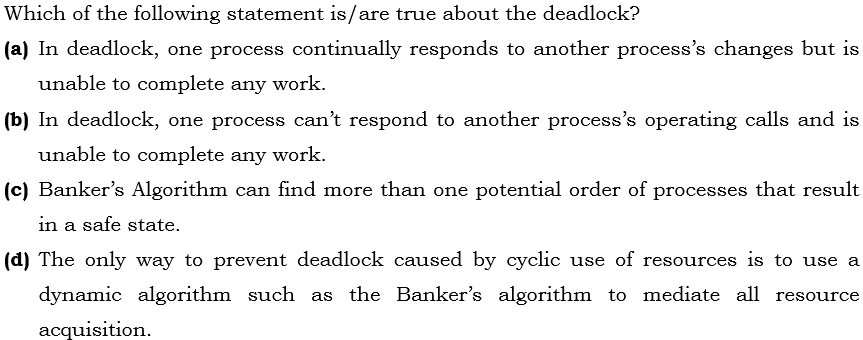 Which of the following statement is/are true about the deadlock?
(a) In deadlock, one process continually responds to another process's changes but is
unable to complete any work.
(b) In deadlock, one process can't respond to another process's operating calls and is
unable to complete any work.
(c) Banker's Algorithm can find more than one potential order of processes that result
in a safe state.
(d) The only way to prevent deadlock caused by cyclic use of resources is to use a
dynamic algorithm such as the Banker's algorithm to mediate all resource
acquisition.